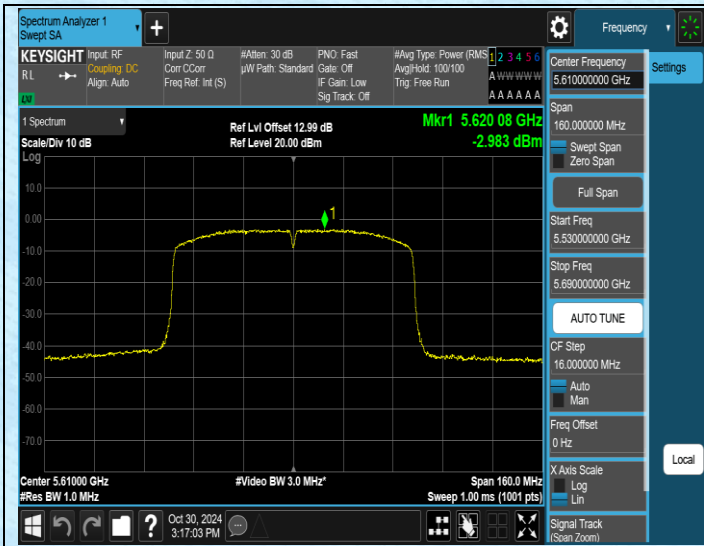 Spectrum Analyzer 1
Swept SA
+
Frequency
KEYSIGHT
RL
LXI
Input: RF
Coupling: DC
Align: Auto
Input Z: 50 Ω
Corr CCorr
Freq Ref: Int (S)
#Atten: 30 dB
µW Path: Standard
PNO: Fast
Gate: Off
IF Gain: Low
Sig Track: Off
#Avg Type: Power (RMS
Avg|Hold: 100/100
Trig: Free Run
1 2 3 4 5 6
A W W W W W
A A A A A A
1 Spectrum
Scale/Div 10 dB
Ref Lvl Offset 12.99 dB
Ref Level 20.00 dBm
Mkr1 5.620 08 GHz
-2.983 dBm
Log
10.0
0.00
-10.0
-20.0
-30.0
-40.0
-50.0
-60.0
-70.0
1
Center 5.61000 GHz
#Res BW 1.0 MHz
#Video BW 3.0 MHz*
Span 160.0 MHz
Sweep 1.00 ms (1001 pts)
Center Frequency
5.610000000 GHz
Settings
Span
160.000000 MHz
Swept Span
Zero Span
Full Span
Start Freq
5.530000000 GHz
Stop Freq
5.690000000 GHz
AUTO TUNE
CF Step
16.000000 MHz
Auto
Man
Freq Offset
0 Hz
X Axis Scale
Log
Lin
Local
Signal Track
(Span Zoom)
?
Oct 30, 2024
3:17:03 PM